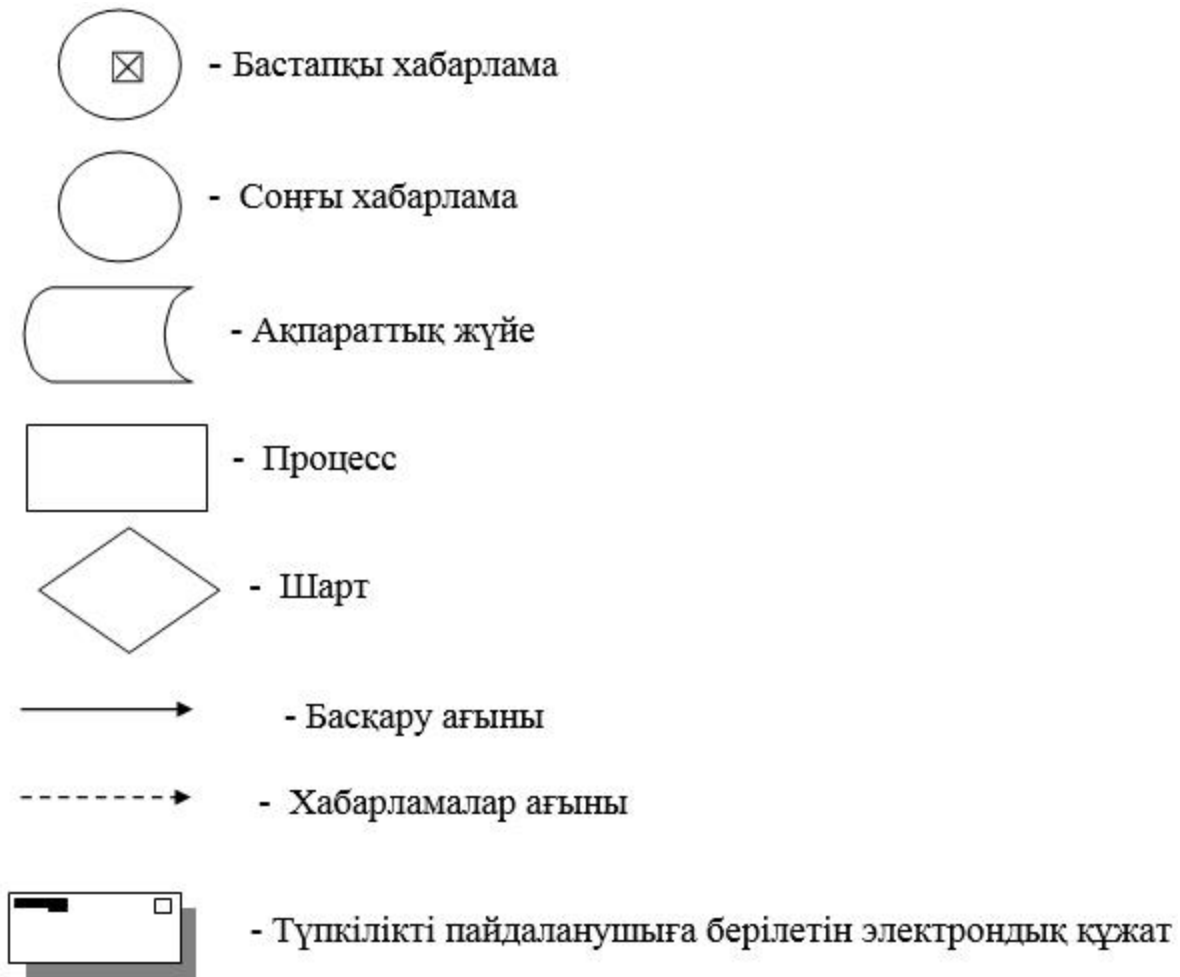 - Бастапқы хабарлама
- Соңғы хабарлама
- Ақпараттық жүйе
- Процесс
- Шарт
- Басқару ағыны
- Хабарламалар ағыны
- Түпкілікті пайдаланушыға берілетін электрондық құжат